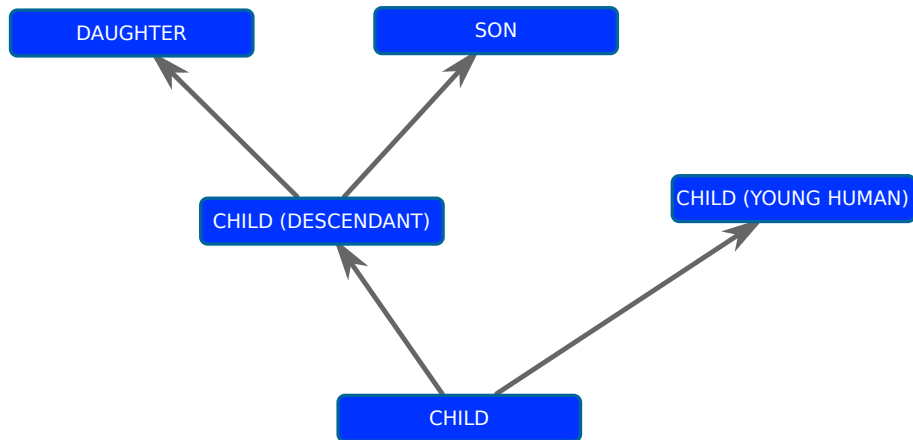 DAUGHTER
SON
CHILD (DESCENDANT)
CHILD (YOUNG HUMAN)
CHILD